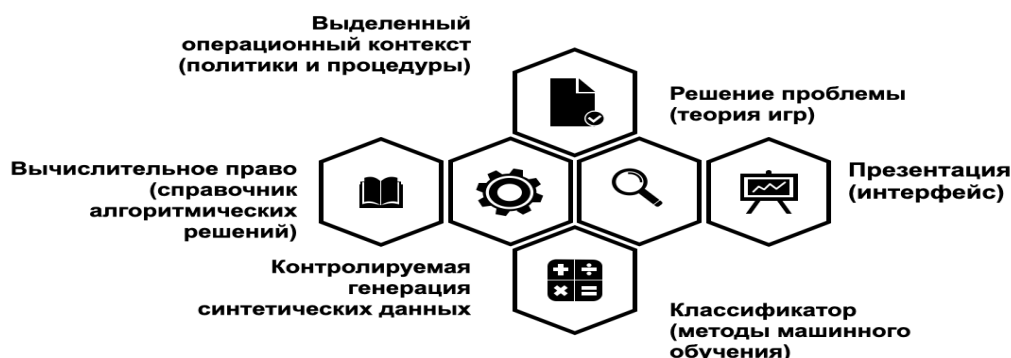 Выделенный
операционный контекст
(политики и процедуры)
Решение проблемы
(теория игр)
Вычислительное право
(справочник
алгоритмических
решений)
Презентация
(интерфейс)
Контролируемая
генерация
синтетических данных
Классификатор
(методы машинного
обучения)